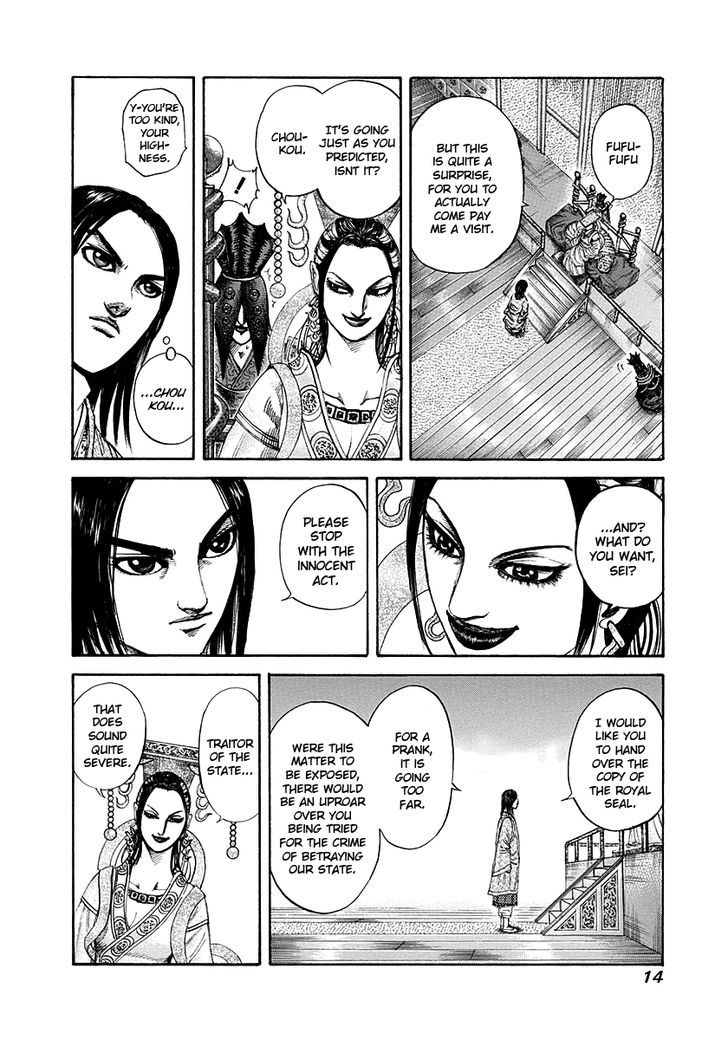 FUFU-
FUFU
BUT THIS
IS QUITE A
SURPRISE,
FOR YOU TO
ACTUALLY
COME PAY
ME A VISIT.
IT'S GOING
JUST AS YOU
PREDICTED,
ISNT IT?
CHOU-
KOU.
!
Y-YOU'RE
TOO KIND,
YOUR
HIGH-
NESS.
...CHOU
KOU...
...AND?
WHAT DO
YOU WANT,
SEI?
PLEASE
STOP
WITH THE
INNOCENT
ACT.
I WOULD
LIKE YOU
TO HAND
OVER THE
COPY OF
THE ROYAL
SEAL.
FOR A
PRANK,
IT IS
GOING
TOO
FAR.
WERE THIS
MATTER TO
BE EXPOSED,
THERE WOULD
BE AN UPROAR
OVER YOU
BEING TRIED
FOR THE CRIME
OF BETRAYING
OUR STATE.
TRAITOR
OF THE
STATE...
THAT
DOES
SOUND
QUITE
SEVERE.
14